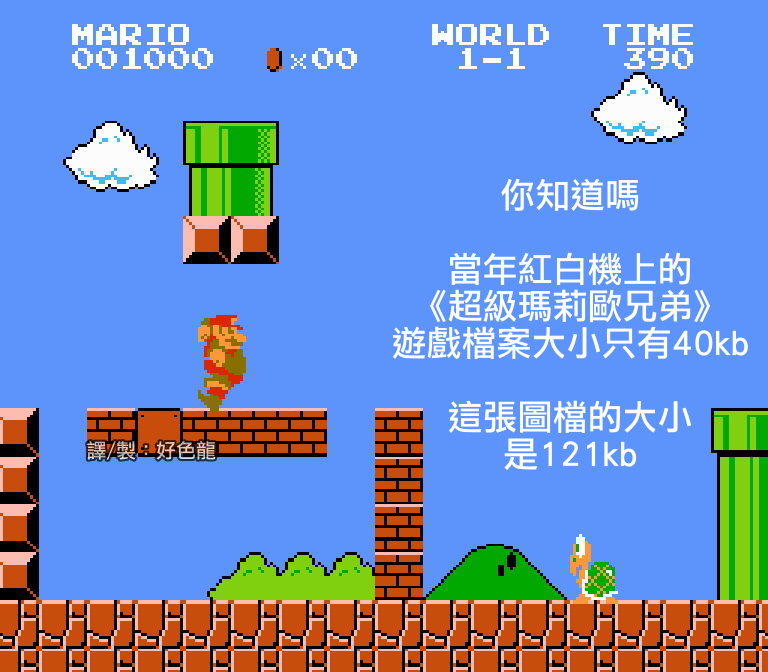 MARIO WORLD TIME
001000 ×00 1-1 390
你知道嗎
當年紅白機上的
《超級瑪莉歐兄弟》
遊戲檔案大小只有40kb
這張圖檔的大小
是121kb
譯/製：好色龍